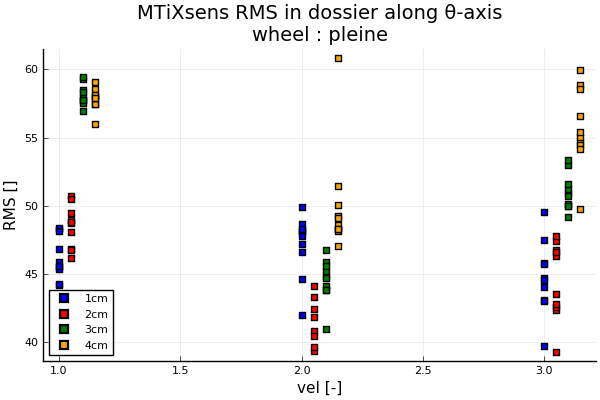 MTiXsens RMS in dossier along θ-axis
wheel : pleine
RMS []
60
55
50
45
40
1cm
2cm
3cm
4cm
1.0
1.5
2.0
2.5
3.0
vel [-]